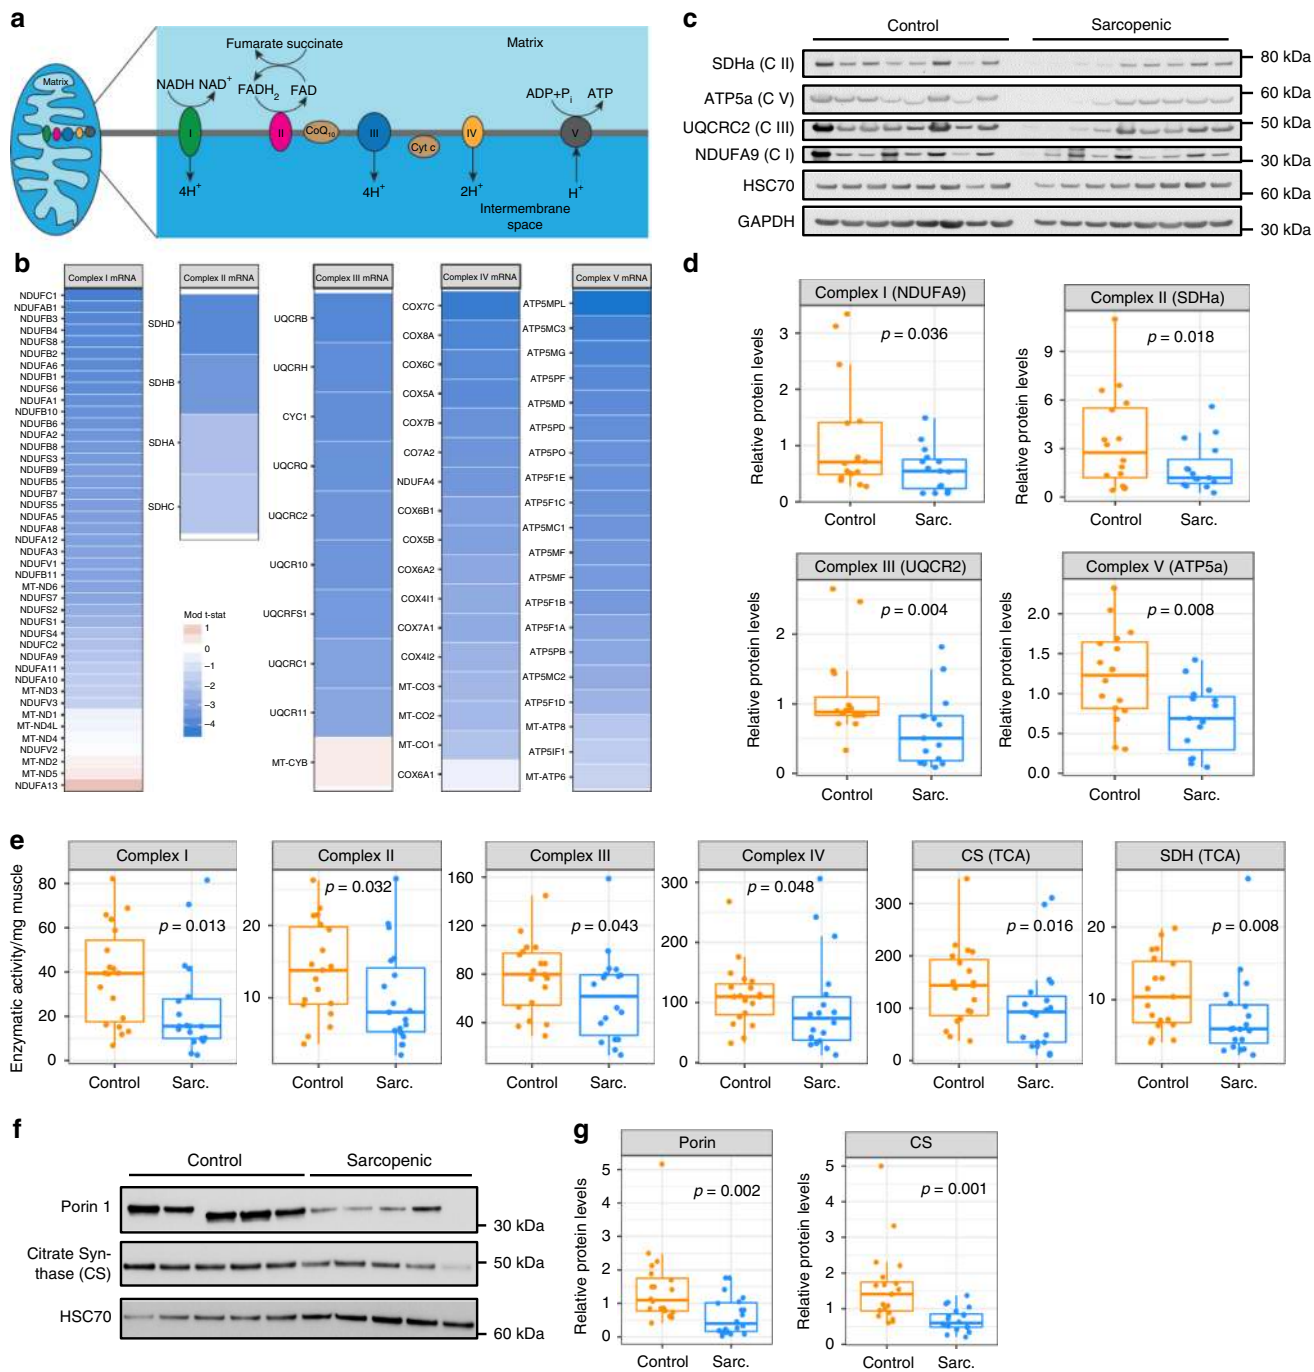 a
Fumarate succinate
Matrix
Matrix
NADH NAD+
FADH2 FAD
ADP+Pi ATP
I
II
CoQ10
III
Cyt c
IV
V
4H+
4H+
2H+
H+
Intermembrane
space
b
Complex I mRNA
NDUFC1
NDUFAB1
NDUFB3
NDUFB4
NDUFS8
NDUFB2
NDUFA6
NDUFB1
NDUFS6
NDUFA1
NDUFB10
NDUFB6
NDUFA2
NDUFB8
NDUFS3
NDUFB9
NDUFB5
NDUFB7
NDUFS5
NDUFA5
NDUFA8
NDUFA12
NDUFA3
NDUFV1
NDUFB11
MT-ND6
NDUFS7
NDUFS2
NDUFS1
NDUFS4
NDUFC2
NDUFA9
NDUFA11
NDUFA10
MT-ND3
NDUFV3
MT-ND1
MT-ND4L
MT-ND4
NDUFV2
MT-ND2
MT-ND5
NDUFA13
Complex II mRNA
SDHD
SDHB
SDHA
SDHC
Mod t-stat
1
0
−1
−2
−3
−4
Complex III mRNA
UQCRB
UQCRH
CYC1
UQCRQ
UQCRC2
UQCR10
UQCRFS1
UQCRC1
UQCR11
MT-CYB
Complex IV mRNA
COX7C
COX8A
COX6C
COX5A
COX7B
CO7A2
NDUFA4
COX6B1
COX5B
COX6A2
COX4I1
COX7A1
COX4I2
MT-CO3
MT-CO2
MT-CO1
COX6A1
Complex V mRNA
ATP5MPL
ATP5MC3
ATP5MG
ATP5PF
ATP5MD
ATP5PD
ATP5PO
ATP5F1E
ATP5F1C
ATP5MC1
ATP5MF
ATP5MF
ATP5F1B
ATP5F1A
ATP5PB
ATP5MC2
ATP5F1D
MT-ATP8
ATP5IF1
MT-ATP6
c
Control Sarcopenic
SDHa (C II) 80 kDa
ATP5a (C V) 60 kDa
UQCRC2 (C III) 50 kDa
NDUFA9 (C I) 30 kDa
HSC70 60 kDa
GAPDH 30 kDa
d
Complex I (NDUFA9)
p = 0.036
Relative protein levels
3
2
1
0
Control Sarc.
Complex II (SDHa)
p = 0.018
Relative protein levels
9
6
3
0
Control Sarc.
Complex III (UQCR2)
p = 0.004
Relative protein levels
2
1
0
Control Sarc.
Complex V (ATP5a)
p = 0.008
Relative protein levels
2.0
1.5
1.0
0.5
0.0
Control Sarc.
e
Enzymatic activity/mg muscle
Complex I
p = 0.013
80
60
40
20
0
Control Sarc.
Complex II
p = 0.032
20
10
Control Sarc.
Complex III
p = 0.043
160
120
80
40
Control Sarc.
Complex IV
p = 0.048
300
200
100
0
Control Sarc.
CS (TCA)
p = 0.016
300
200
100
0
Control Sarc.
SDH (TCA)
p = 0.008
20
10
Control Sarc.
f
Control Sarcopenic
Porin 1
30 kDa
Citrate Syn-
thase (CS)
50 kDa
HSC70
60 kDa
g
Porin
p = 0.002
Relative protein levels
5
4
3
2
1
0
Control Sarc.
CS
p = 0.001
Relative protein levels
5
4
3
2
1
0
Control Sarc.